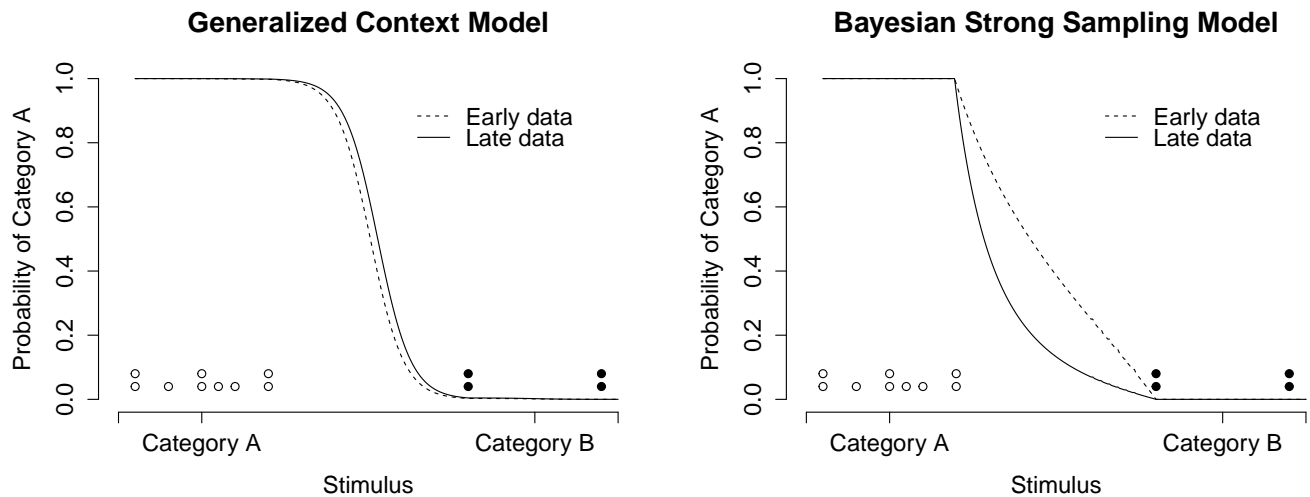 Generalized Context Model
Probability of Category A
0.0 0.2 0.4 0.6 0.8 1.0
Early data
Late data
Category A Category B
Stimulus
Bayesian Strong Sampling Model
Probability of Category A
0.0 0.2 0.4 0.6 0.8 1.0
Early data
Late data
Category A Category B
Stimulus